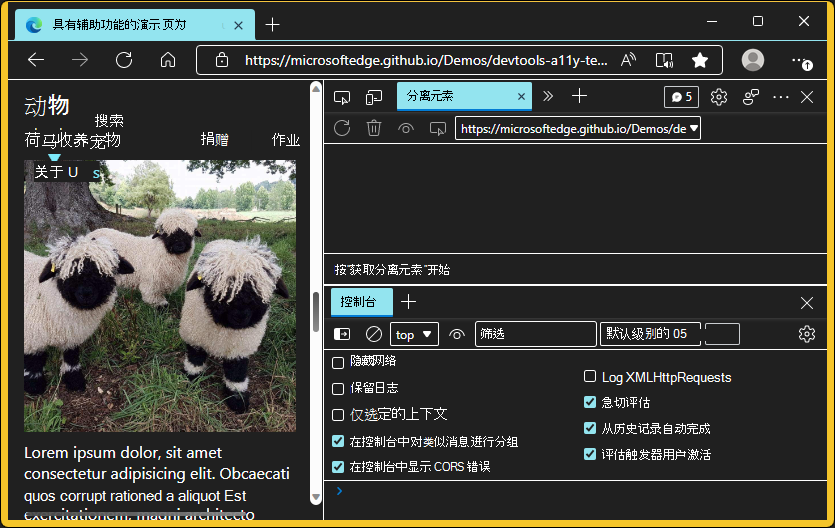 具有辅助功能的演示 页为
https://microsoftedge.github.io/Demos/devtools-a11y-te...
动物
搜索
荷马收养宠物 捐赠 作业
关于 U s
Lorem ipsum dolor, sit amet
consectetur adipisicing elit. Obcaecati
quos corrupt rationed a aliquot Est
exercitationem, magni architecto
分离元素
5
https://microsoftedge.github.io/Demos/de
按“获取分离元素”开始
控制台
top 筛选 默认级别的 05
隐藏网络
保留日志
仅选定的上下文
在控制台中对类似消息进行分组
在控制台中显示 CORS 错误
Log XMLHttpRequests
急切评估
从历史记录自动完成
评估触发器用户激活